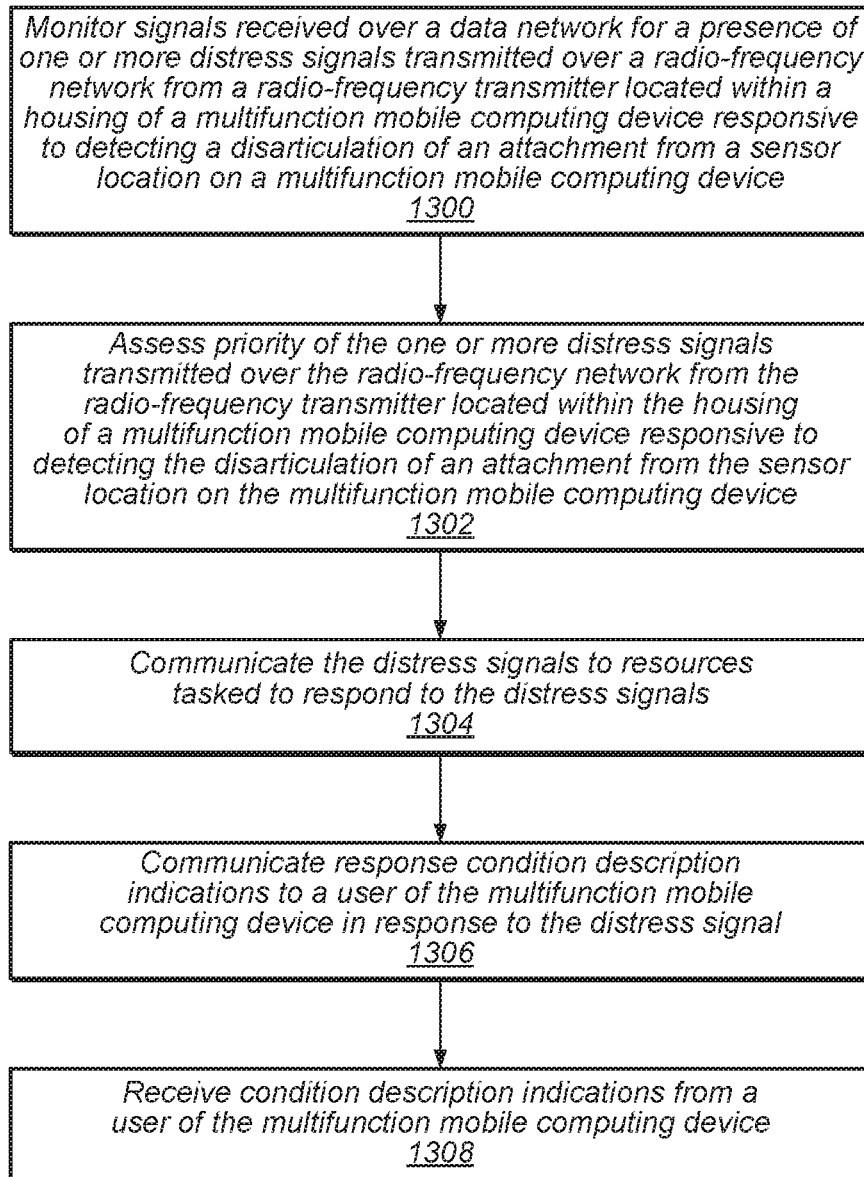 Monitor signals received over a data network for a presence of
one or more distress signals transmitted over a radio-frequency
network from a radio-frequency transmitter located within a
housing of a multifunction mobile computing device responsive
to detecting a disarticulation of an attachment from a sensor
location on a multifunction mobile computing device
1300
Assess priority of the one or more distress signals
transmitted over the radio-frequency network from the
radio-frequency transmitter located within the housing
of a multifunction mobile computing device responsive to
detecting the disarticulation of an attachment from the sensor
location on the multifunction mobile computing device
1302
Communicate the distress signals to resources
tasked to respond to the distress signals
1304
Communicate response condition description
indications to a user of the multifunction mobile
computing device in response to the distress signal
1306
Receive condition description indications from a
user of the multifunction mobile computing device
1308